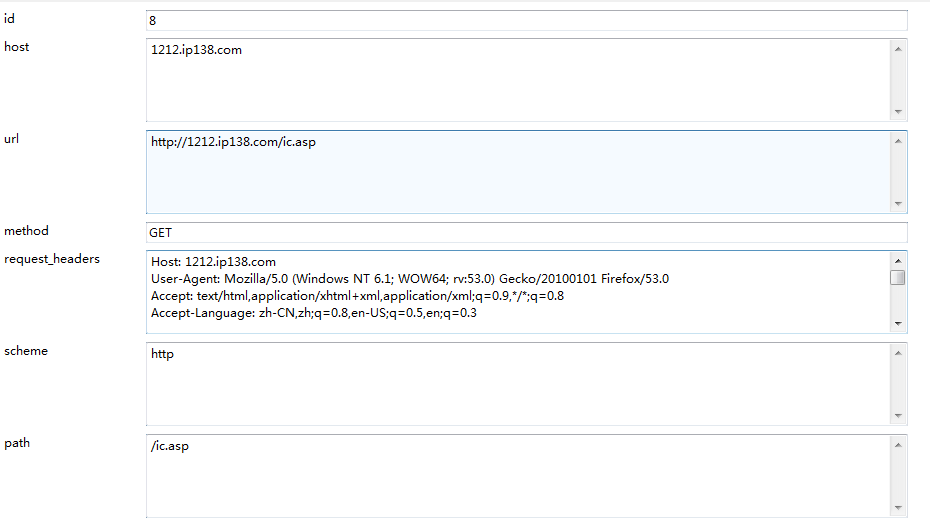 id 8
host 1212.ip138.com
url http://1212.ip138.com/ic.asp
method GET
request_headers Host: 1212.ip138.com
User-Agent: Mozilla/5.0 (Windows NT 6.1; WOW64; rv:53.0) Gecko/20100101 Firefox/53.0
Accept: text/html,application/xhtml+xml,application/xml;q=0.9,*/*;q=0.8
Accept-Language: zh-CN,zh;q=0.8,en-US;q=0.5,en;q=0.3
scheme http
path /ic.asp